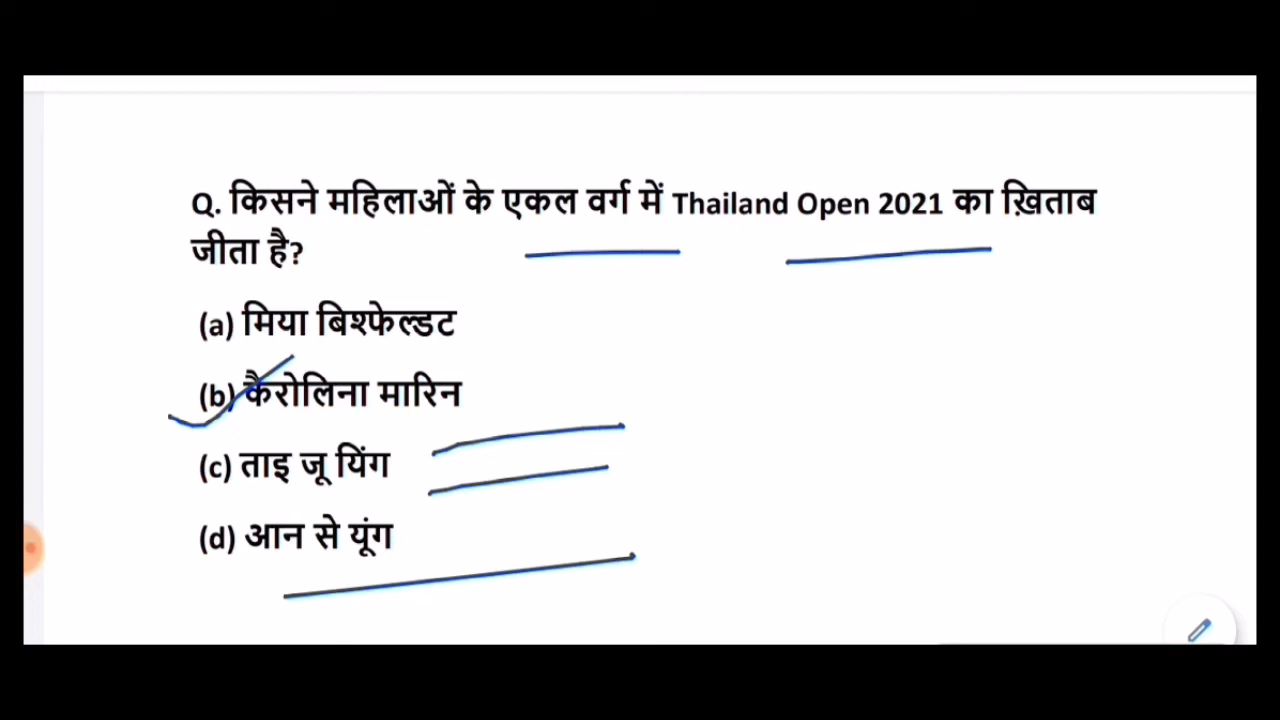 Q. किसने महिलाओं के एकल वर्ग में Thailand Open 2021 का ख़िताब
जीता है?
(a) मिया बिश्फेल्डट
(b) कैरोलिना मारिन
(c) ताइ जू यिंग
(d) आन से यूंग